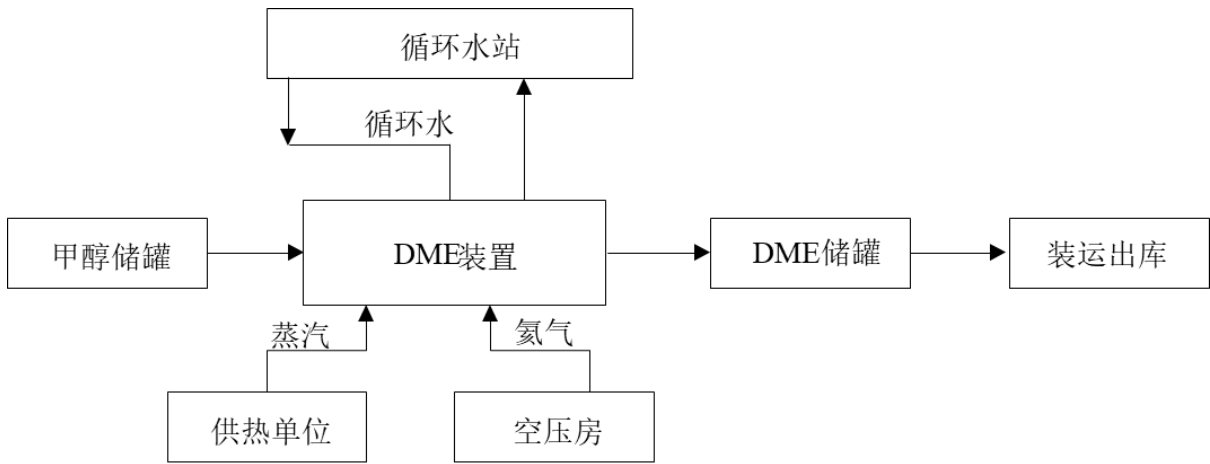 循环水站
循环水
甲醇储罐
DME装置
DME储罐
装运出库
蒸汽
氦气
供热单位
空压房